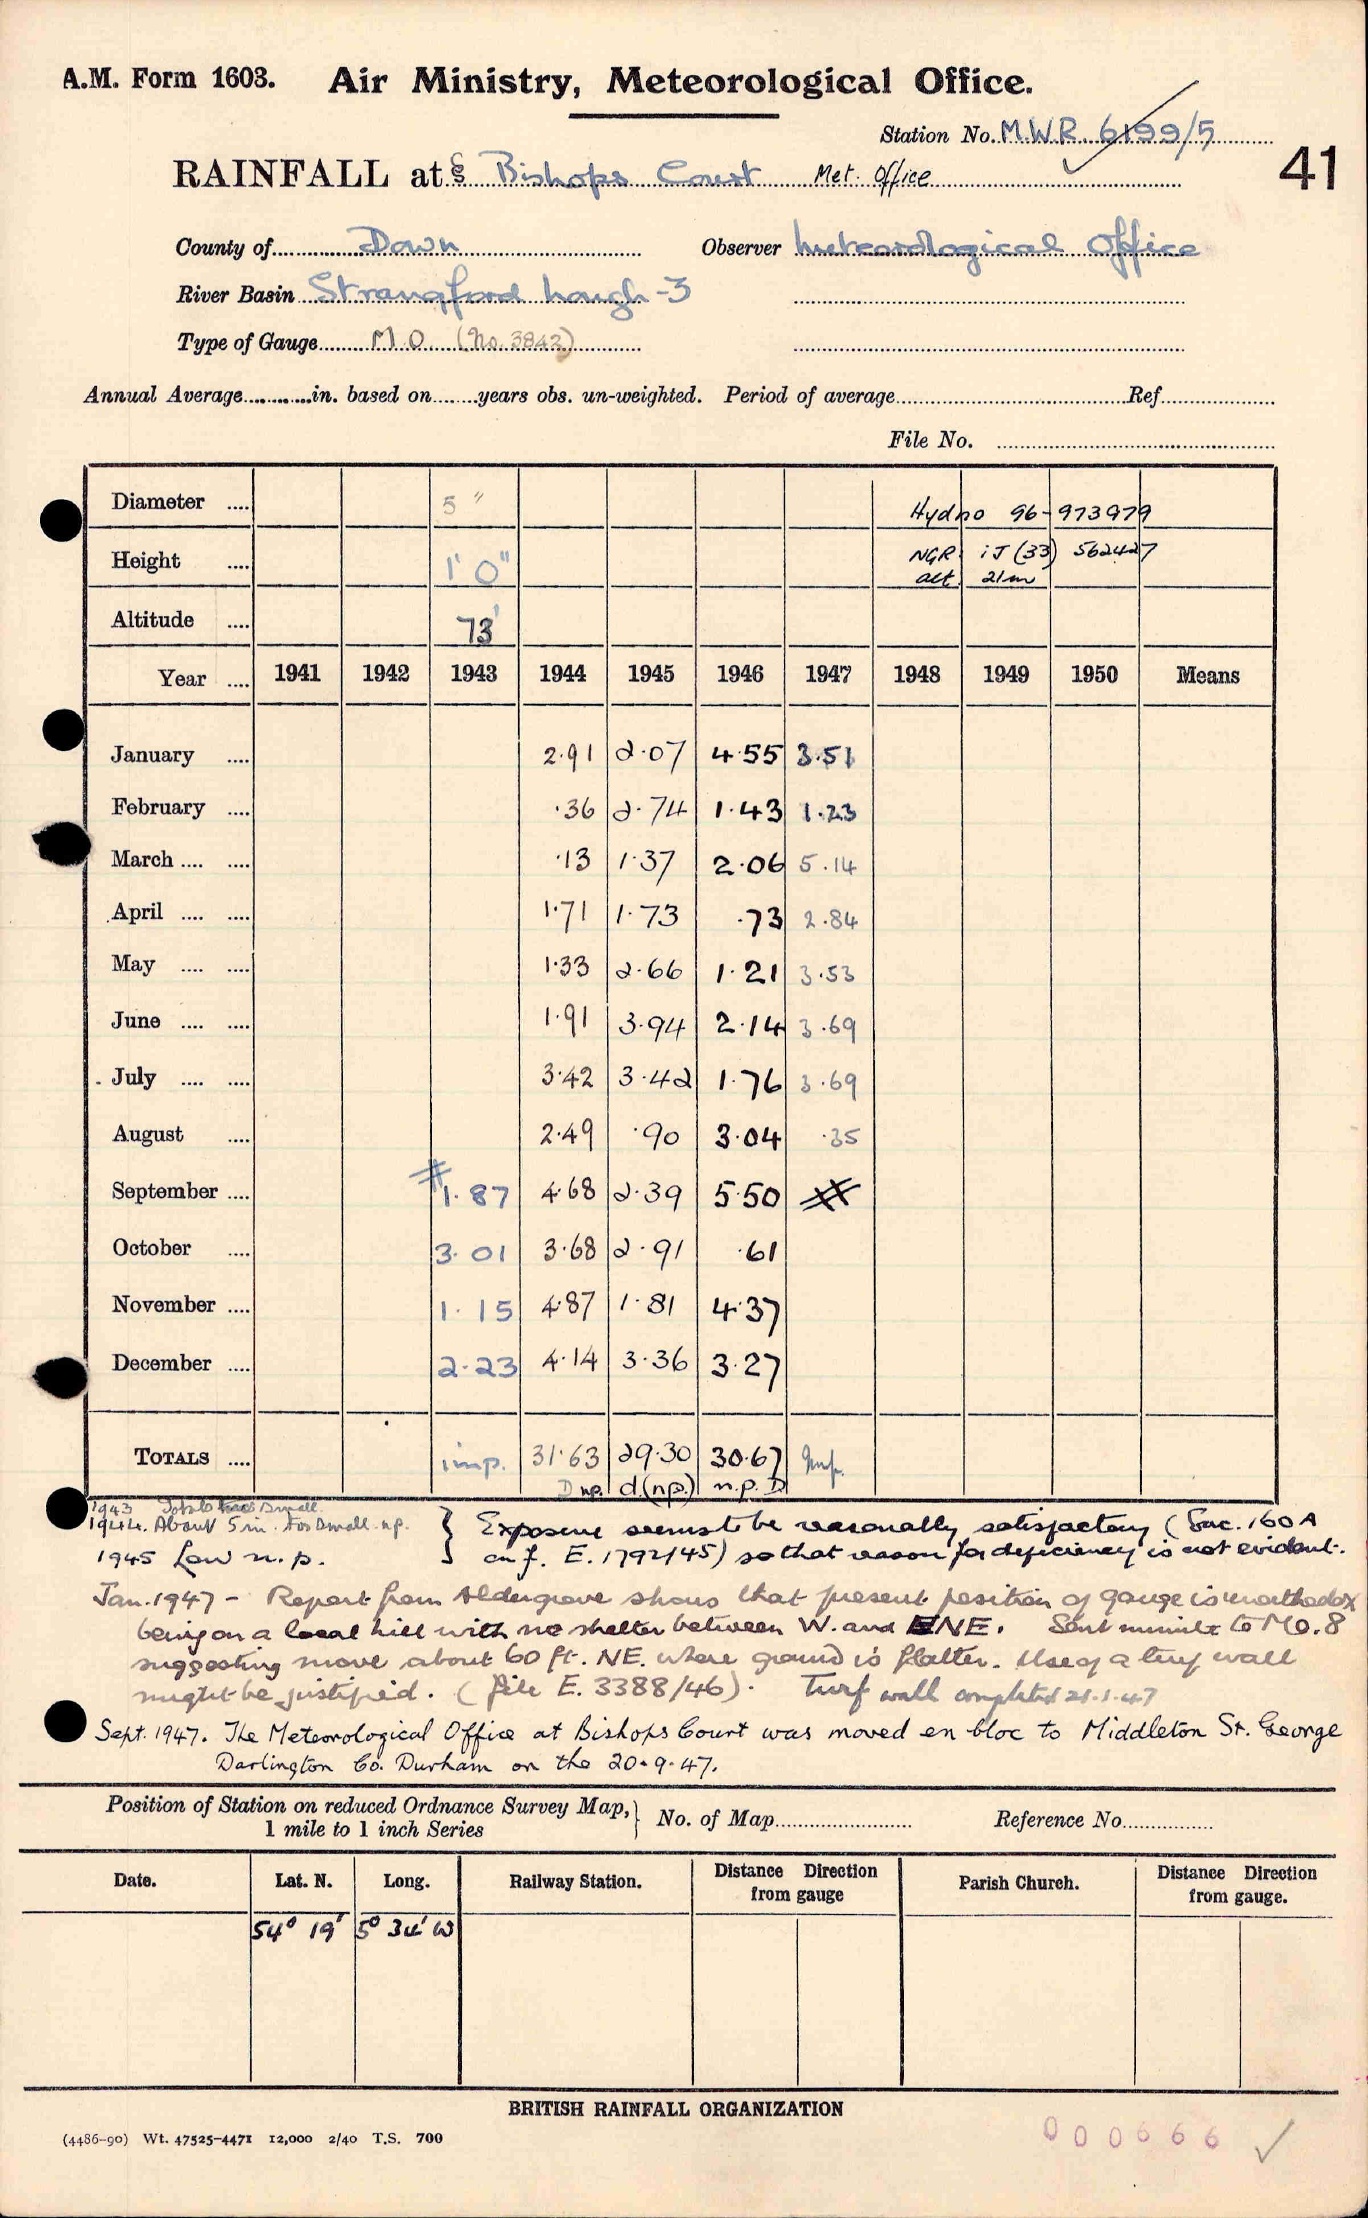 A.M. Form 1603. Air Ministry, Meteorological Office.
Station No. M.W.R. 6199/5
41
RAINFALL at § Bishops Court Met. Office
County of Down Observer Meteorological Office
River Basin Strangford Lough -3
Type of Gauge M.O (No. 3842)
Annual Average in. based on years obs. un-weighted. Period of average Ref.
File No.
Diameter .... 5" Hydno 96-973979
Height .... 1' 0" NGR iJ (33) 562427
alt. 21m
Altitude .... 73'
Year .... 1941 1942 1943 1944 1945 1946 1947 1948 1949 1950 Means
January .... 2.91 2.07 4.55 3.51
February .... .36 2.74 1.43 1.23
March .... .... .13 1.37 2.06 5.14
April .... .... 1.71 1.73 .73 2.84
May .... .... 1.33 2.66 1.21 3.53
June .... .... 1.91 3.94 2.14 3.69
July .... .... 3.42 3.42 1.76 3.69
August .... 2.49 .90 3.04 .35
September .... # 1.87 4.68 2.39 5.50 #
October .... 3.01 3.68 2.91 .61
November .... 1.15 4.87 1.81 4.37
December .... 2.23 4.14 3.36 3.27
TOTALS .... imp. 31.63 29.30 30.67 Imp.
D np. d.(np.) n.p. D
1943 Total too small.
1944. About 5 in. too small n.p. } Exposure seems to be reasonably satisfactory (Enc. 160A
1945 Low n.p. on f. E. 1792/45) so that reason for deficiency is not evident.
Jan. 1947 - Report from Aldergrove shows that present position of gauge is unorthodox
being on a local hill with no shelter between W. and ENE. Sent minute to M.O.8
suggesting move about 60 ft. NE. where ground is flatter. Use of a turf wall
might be justified. (file E. 3388/46). Turf wall completed 21.1.47
Sept. 1947. The Meteorological Office at Bishops Court was moved en-bloc to Middleton St. George
Darlington Co. Durham on the 20.9.47.
Position of Station on reduced Ordnance Survey Map, } No. of Map Reference No.
1 mile to 1 inch Series
Date. Lat. N. Long. Railway Station. Distance Direction from gauge Parish Church. Distance Direction from gauge.
54° 19' 5° 34' W
BRITISH RAINFALL ORGANIZATION
(4486-90) Wt. 47525-4471 12,000 2/40 T.S. 700
000666